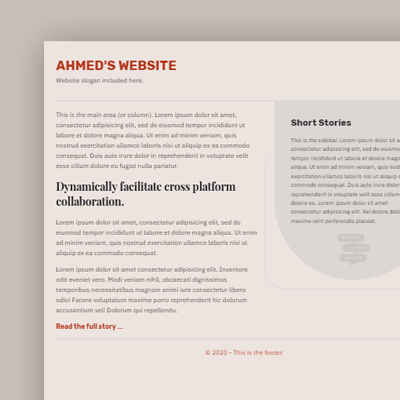 AHMED'S WEBSITE
Website slogan included here.
This is the main area (or column). Lorem ipsum dolor sit amet,
consectetur adipisicing elit, sed do eiusmod tempor incididunt ut
labore et dolore magna aliqua. Ut enim ad minim veniam, quis
nostrud exercitation ullamco laboris nisi ut aliquip ex ea commodo
consequat. Duis aute irure dolor in reprehenderit in voluptate velit
esse cillum dolore eu fugiat nulla pariatur.
Dynamically facilitate cross platform
collaboration.
Lorem ipsum dolor sit amet, consectetur adipisicing elit, sed do
eiusmod tempor incididunt ut labore et dolore magna aliqua. Ut enim
ad minim veniam, quis nostrud exercitation ullamco laboris nisi ut
aliquip ex ea commodo consequat.
Lorem ipsum dolor sit amet consectetur adipisicing elit. Inventore
odit eveniet vero. Modi veniam nihil, obcaecati dignissimos
temporibus necessitatibus magnam animi iure consectetur libero
odio! Facere voluptatum maxime porro reprehenderit hic dolorum
accusantium vel! Dolorum qui repellendu.
Read the full story ...
Short Stories
This is the sidebar. Lorem ipsum dolor sit a
consectetur adipisicing elit, sed do eiusmo
tempor incididunt ut labore et dolore magn
aliqua. Ut enim ad minim veniam, quis nost
exercitation ullamco laboris nisi ut aliquip e
commodo consequat. Duis aute irure dolor
reprehenderit in voluptate velit esse cillum
dolore eu. Lorem ipsum dolor sit amet
consectetur adipisicing elit. Vel dolore deb
maxime velit perferendis placeat.
© 2020 • This is the footer.